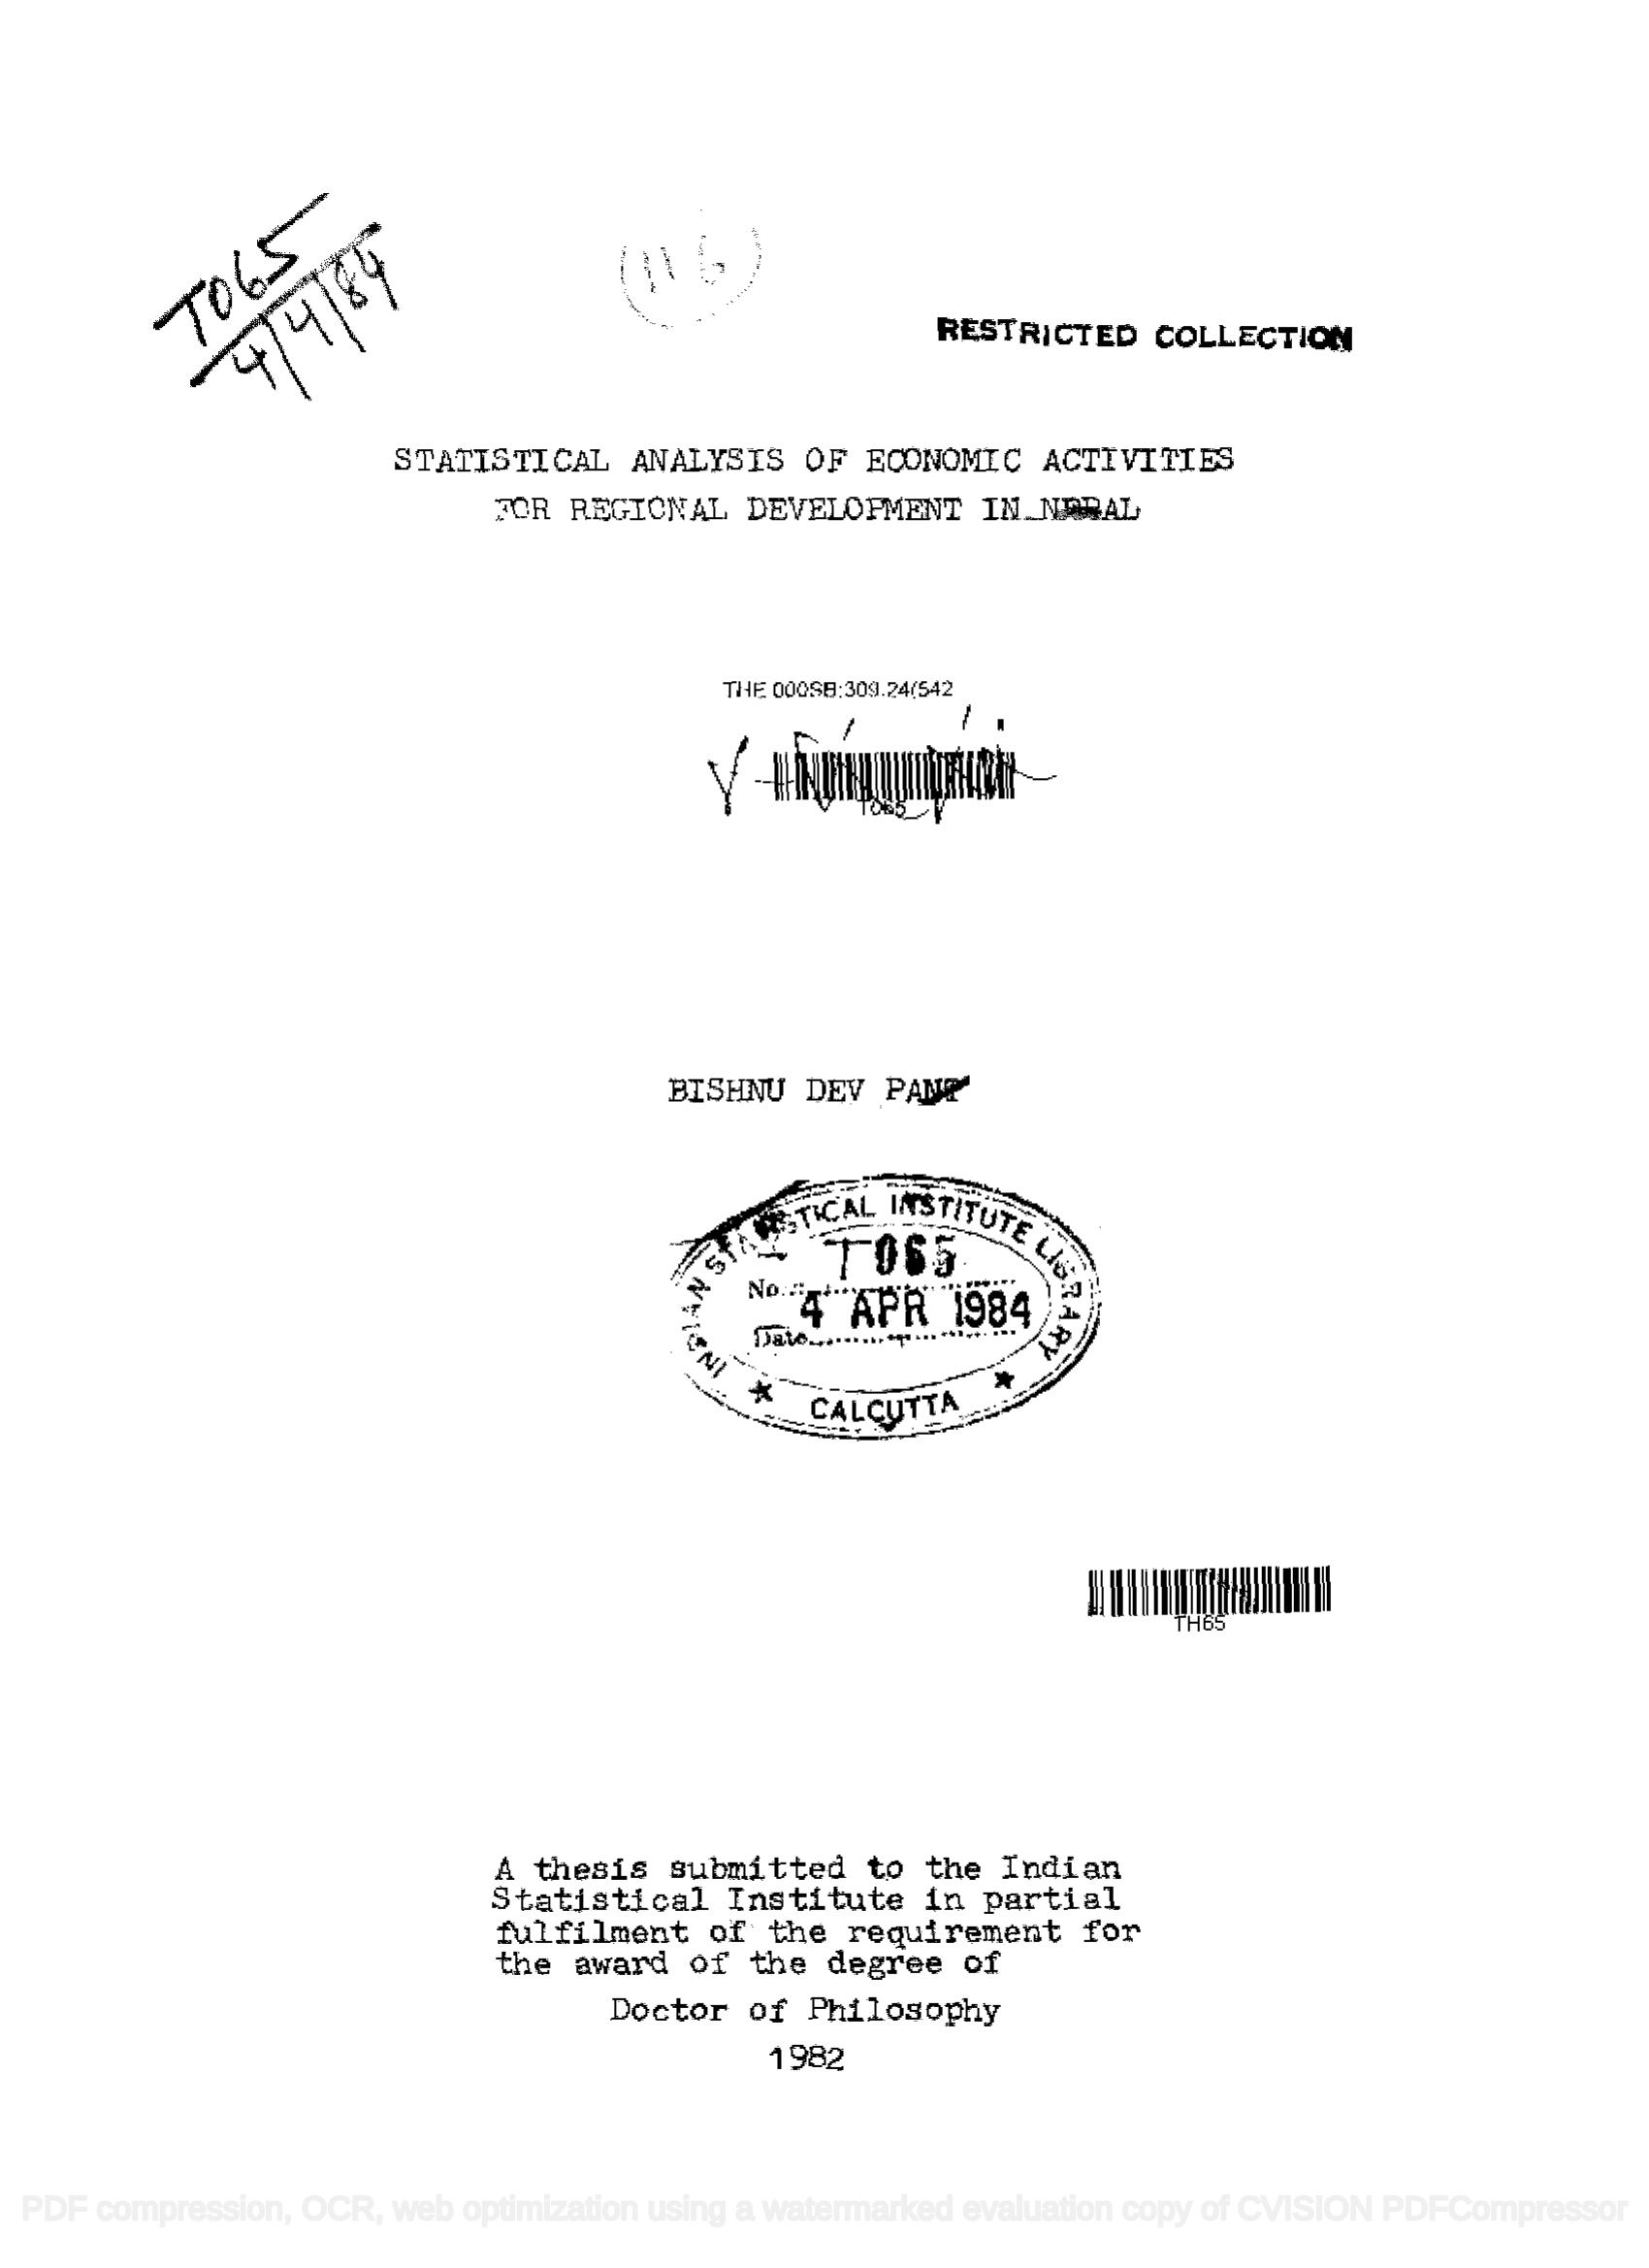 T065
4/4/84
116
RESTRICTED COLLECTION
STATISTICAL ANALYSIS OF ECONOMIC ACTIVITIES
FOR REGIONAL DEVELOPMENT IN NEPAL
THE 000SB:309.24(542
T065
BISHNU DEV PANT
INDIAN STATISTICAL INSTITUTE LIBRARY
T065
No.
4 APR 1984
Date
CALCUTTA
TH65
A thesis submitted to the Indian
Statistical Institute in partial
fulfilment of the requirement for
the award of the degree of
Doctor of Philosophy
1982
PDF compression, OCR, web optimization using a watermarked evaluation copy of CVISION PDFCompressor